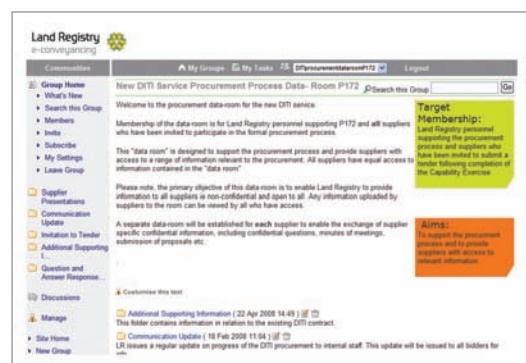 Land Registry
e-conveyancing
Communities
My Groups My Tasks DITIprocurementdataroomP172 Logout
Group Home
What's New
Search this Group
Members
Invite
Subscribe
My Settings
Leave Group
Supplier
Presentations
Communication
Update
Invitation to Tender
Additional Supporting
I...
Question and
Answer Response...
Discussions
Manage
Site Home
New Group
New DITI Service Procurement Process Data- Room P172
Search this Group Go
Welcome to the procurement data-room for the new DITI service.
Membership of the data-room is for Land Registry personnel supporting P172 and all suppliers
who have been invited to participate in the formal procurement process.
This "data room" is designed to support the procurement process and provide suppliers with
access to a range of information relevant to the procurement. All suppliers have equal access to
information contained in the "data room"
Please note, the primary objective of this data-room is to enable Land Registry to provide
information to all suppliers is non-confidential and open to all. Any information uploaded by
suppliers to the room can be viewed by all who have access.
A separate data-room will be established for each supplier to enable the exchange of supplier
specific confidential information, including confidential questions, minutes of meetings,
submission of proposals etc.
.
Customise this text
Additional Supporting Information ( 22 Apr 2008 14:49 )
This folder contains information in relation to the existing DITI contract.
Communication Update ( 18 Feb 2008 11:04 )
LR issues a regular update on progress of the DITI procurement to internal staff. This update will be issued to all bidders for
Target
Membership:
Land Registry personnel
supporting the procurement
process and suppliers who
have been invited to submit a
tender following completion of
the Capability Exercise
Aims:
To support the procurement
process and to provide
suppliers with access to
relevant information